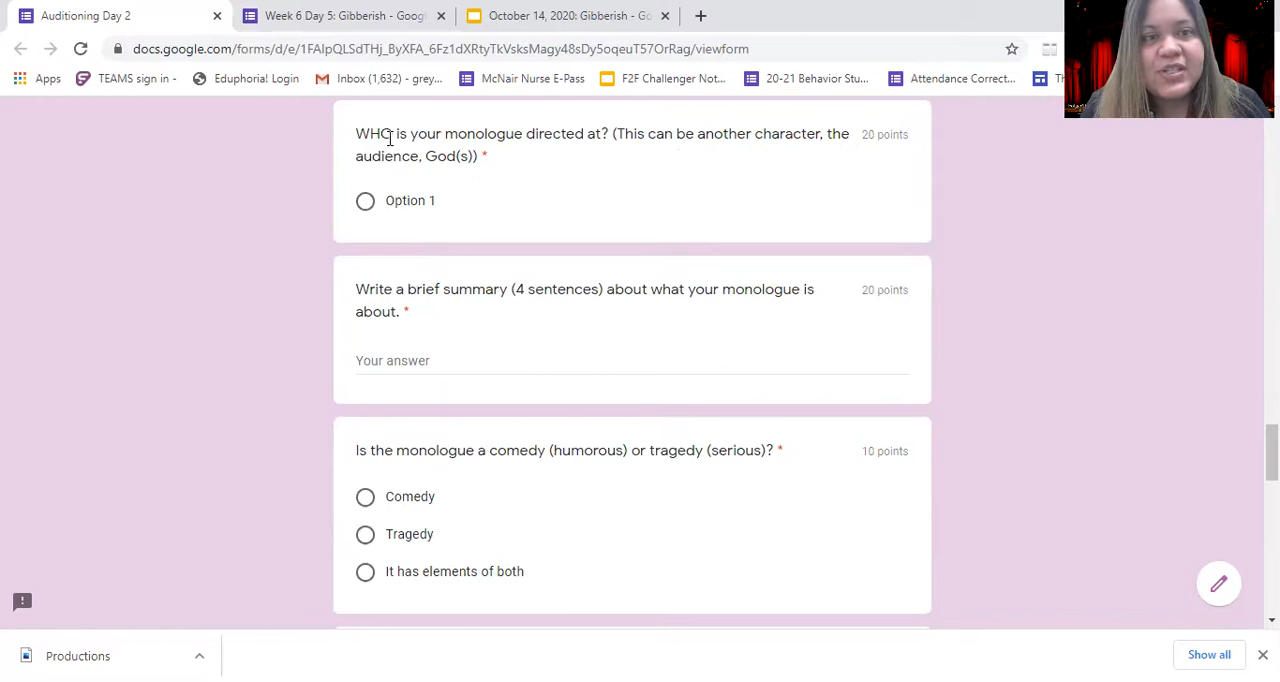 Auditioning Day 2
Week 6 Day 5: Gibberish - Googl
October 14, 2020: Gibberish - Go
docs.google.com/forms/d/e/1FAIpQLSdTHj_8yXFA_6Fz1dXRtyTkVsksMagy48sDy5oqeuT57OrRag/viewform
Apps
TEAMS sign in -
Eduphoria! Login
Inbox (1,632) - grey...
McNair Nurse E-Pass
F2F Challenger Not...
20-21 Behavior Stu...
Attendance Correct...
WHO is your monologue directed at? (This can be another character, the
audience, God(s)) *
20 points
Option 1
Write a brief summary (4 sentences) about what your monologue is
about. *
20 points
Your answer
Is the monologue a comedy (humorous) or tragedy (serious)? *
10 points
Comedy
Tragedy
It has elements of both
Productions
Show all